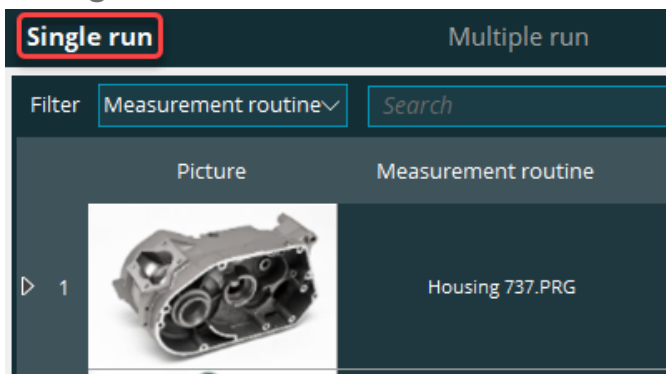 Single run Multiple run
Filter Measurement routine Search
Picture Measurement routine
1 Housing 737.PRG